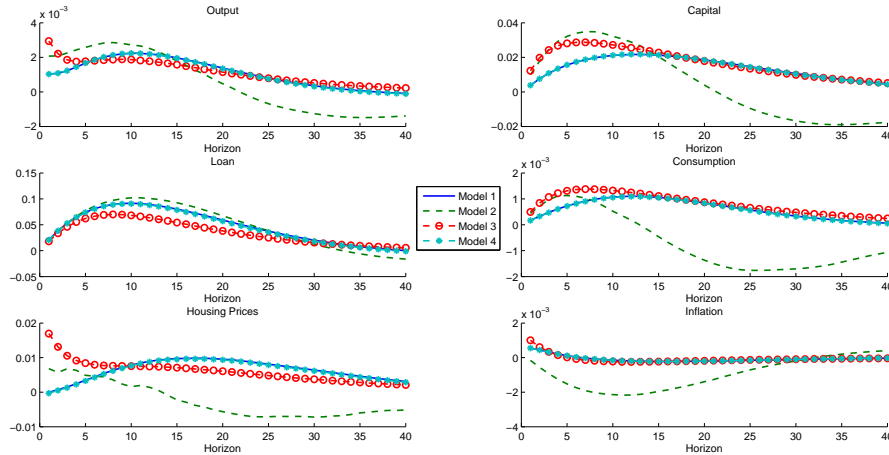 Output
x 10⁻³
4
2
0
−2
0 5 10 15 20 25 30 35 40
Horizon
Capital
0.04
0.02
0
−0.02
0 5 10 15 20 25 30 35 40
Horizon
Loan
0.15
0.1
0.05
0
−0.05
0 5 10 15 20 25 30 35 40
Horizon
Model 1
Model 2
Model 3
Model 4
Consumption
x 10⁻³
2
1
0
−1
−2
0 5 10 15 20 25 30 35 40
Horizon
Housing Prices
0.02
0.01
0
−0.01
0 5 10 15 20 25 30 35 40
Horizon
Inflation
x 10⁻³
2
0
−2
−4
0 5 10 15 20 25 30 35 40
Horizon